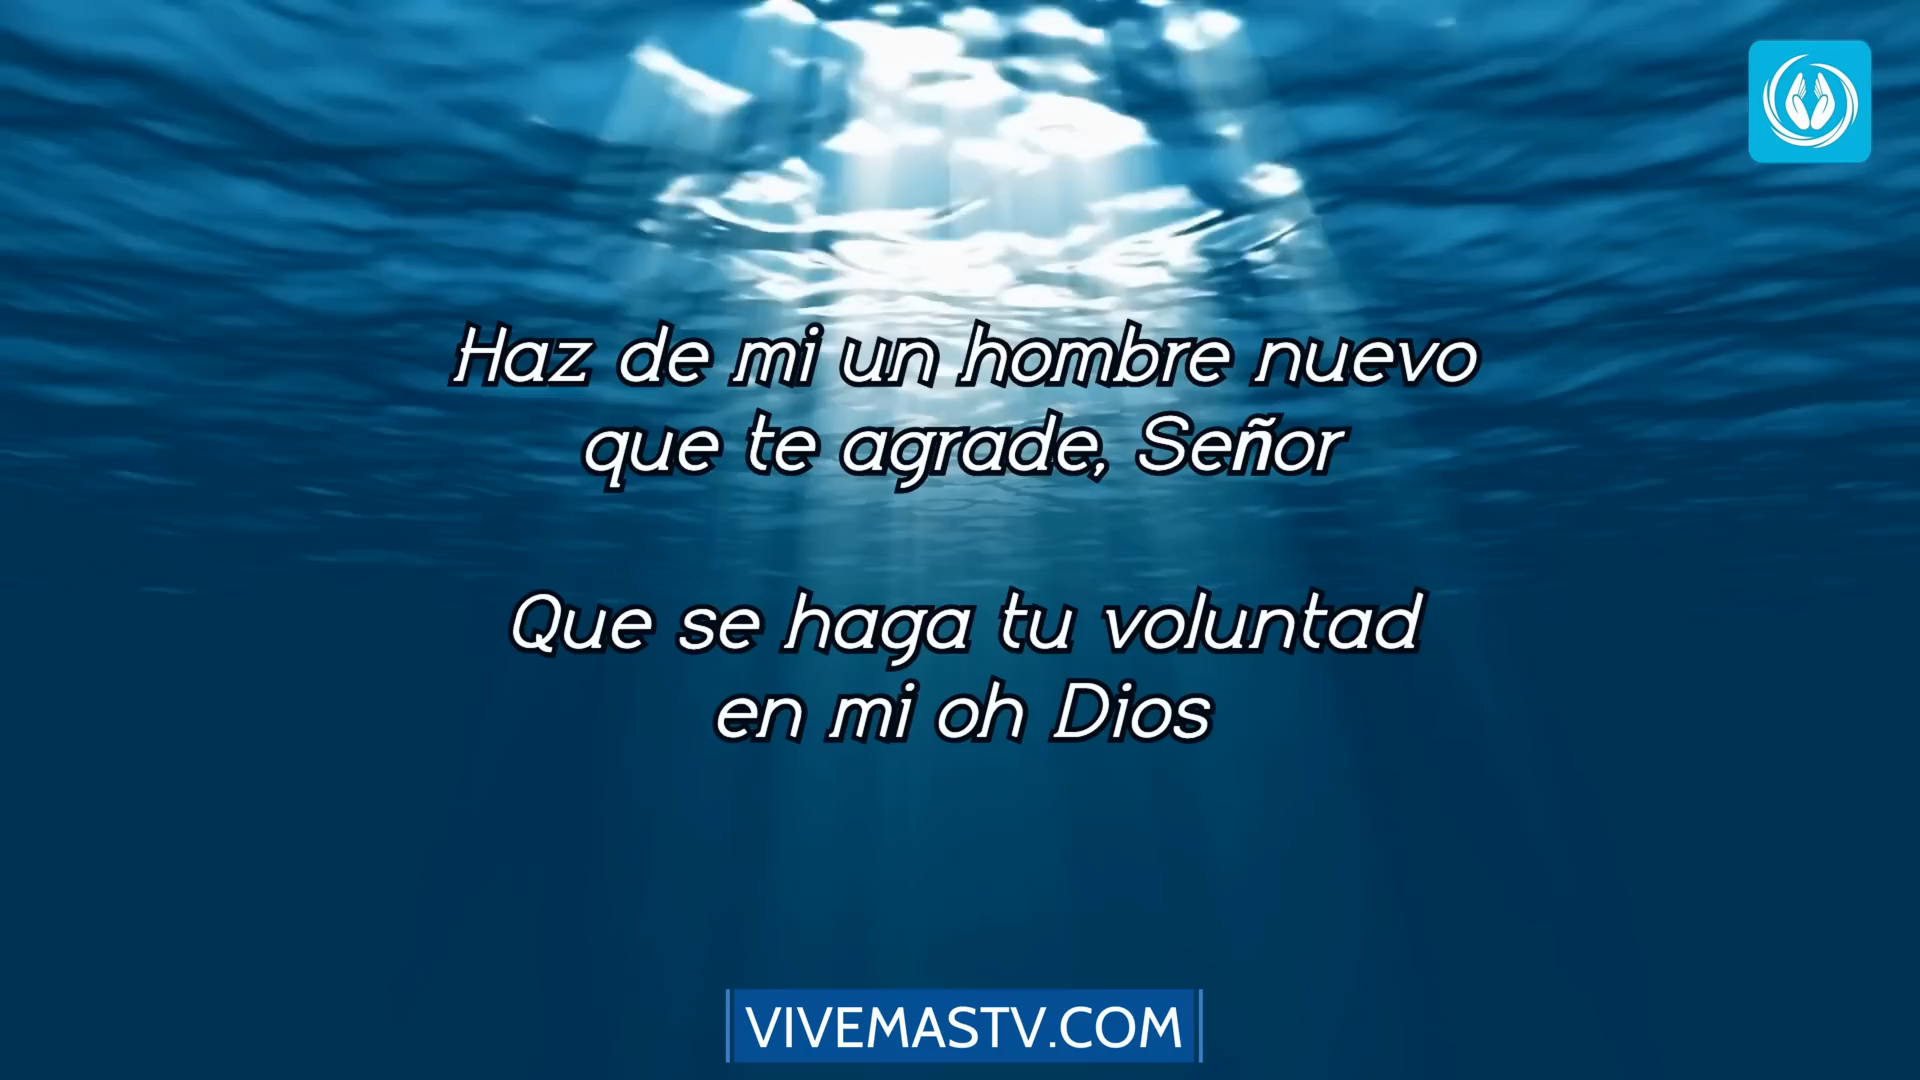 Haz de mi un hombre nuevo
que te agrade, Señor
Que se haga tu voluntad
en mi oh Dios
VIVEMASTV.COM